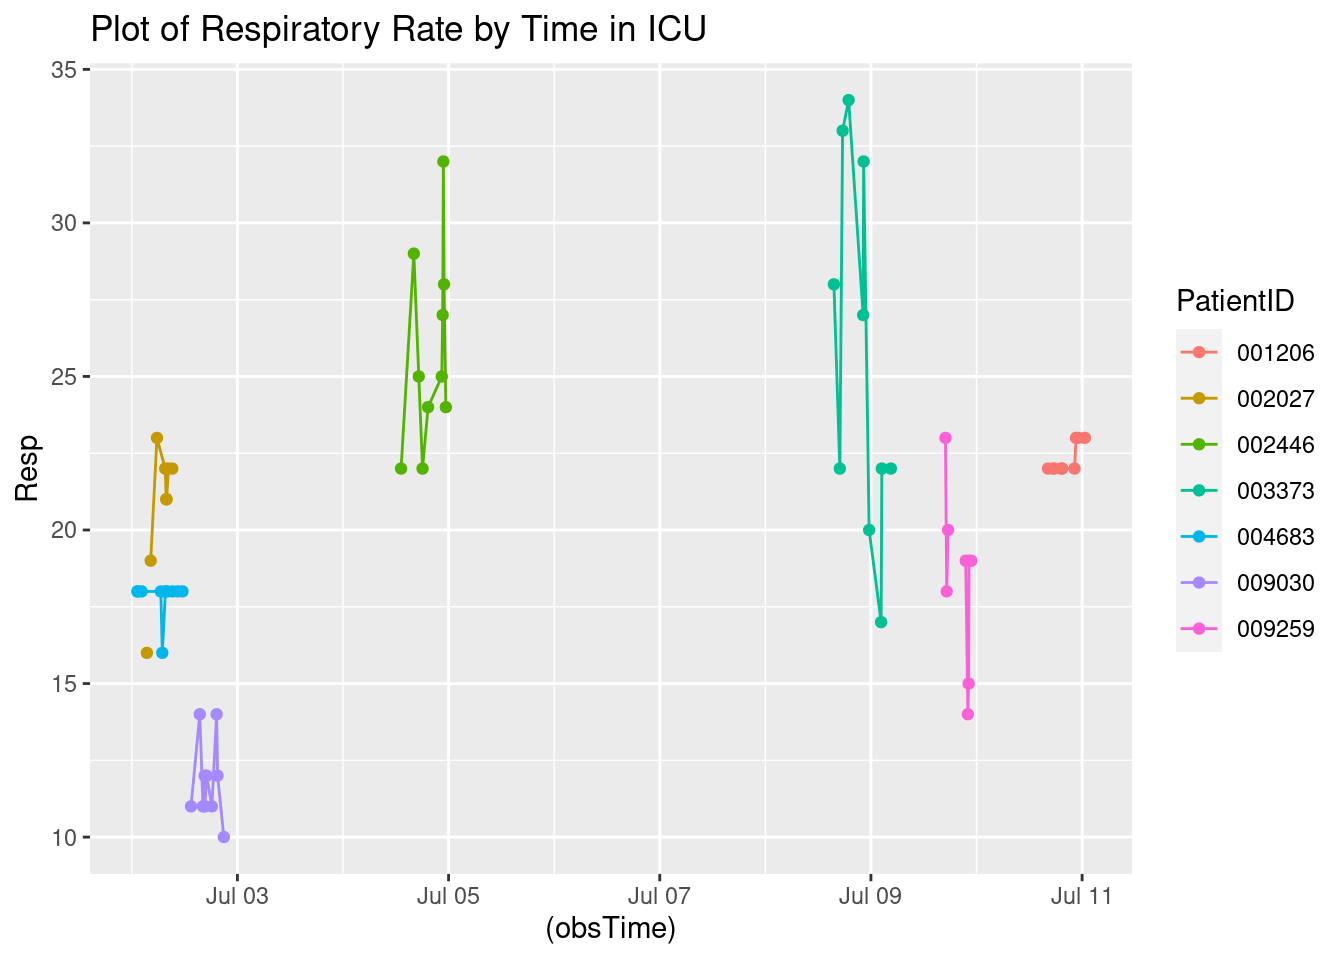 Plot of Respiratory Rate by Time in ICU
35
30
25
20
15
10
Resp
Jul 03
Jul 05
Jul 07
Jul 09
Jul 11
(obsTime)
PatientID
001206
002027
002446
003373
004683
009030
009259